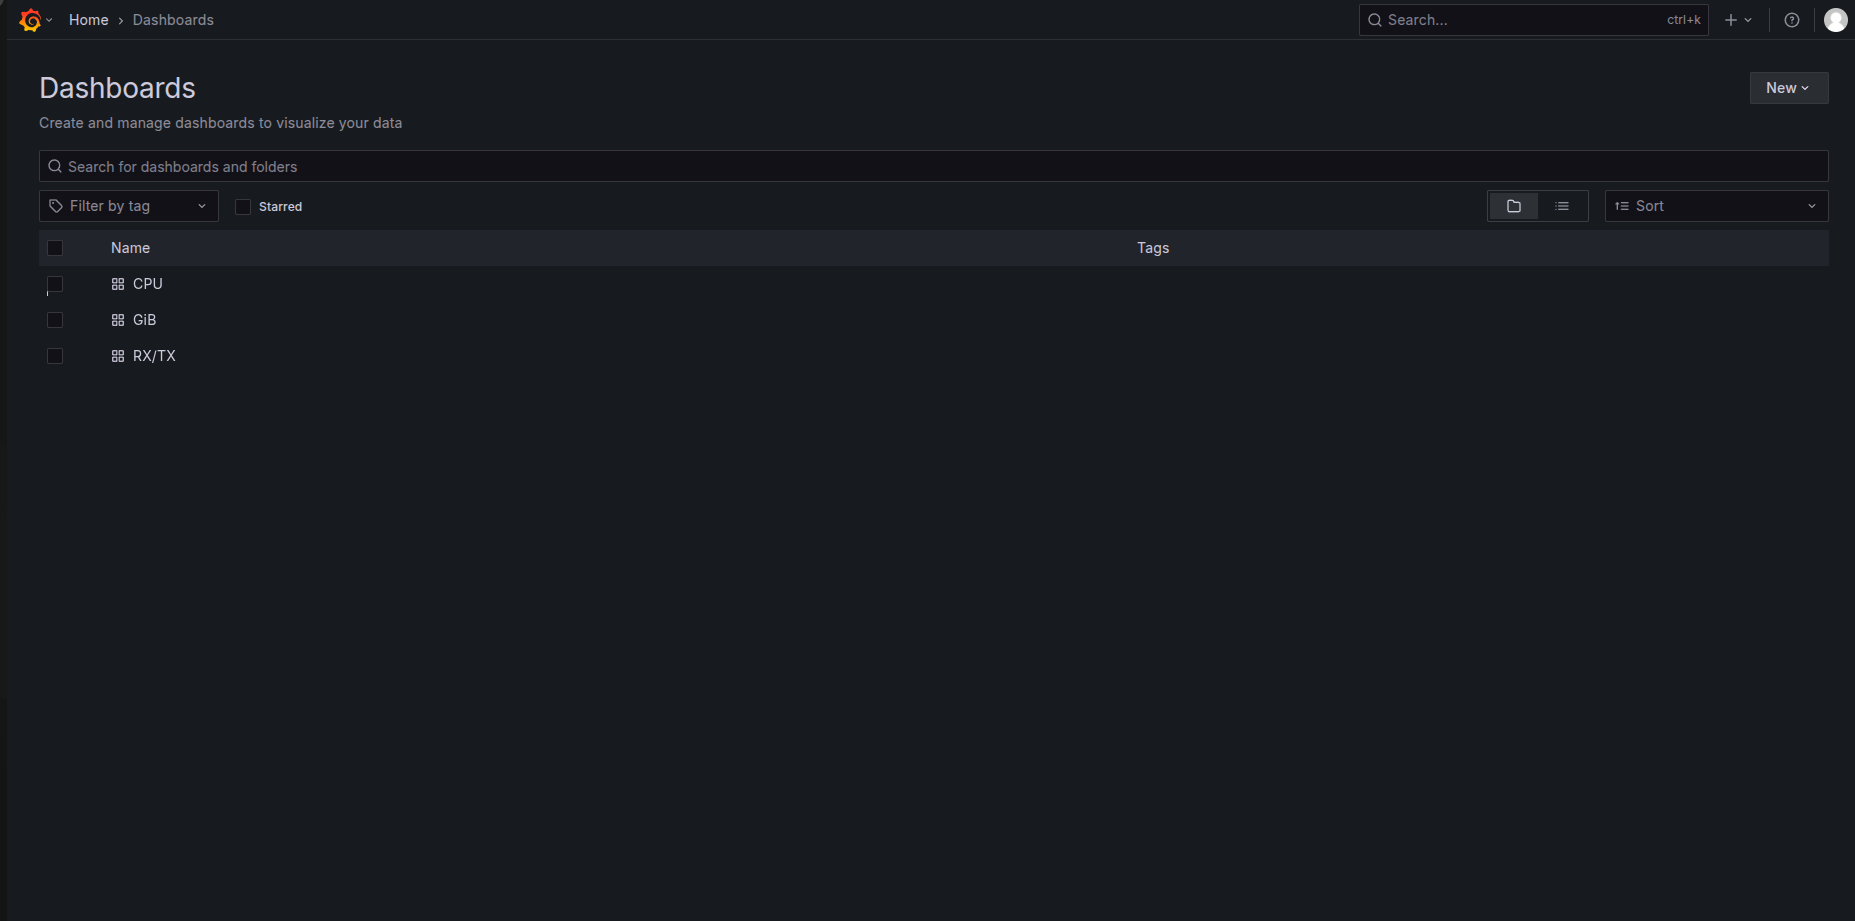 Home › Dashboards
Search... ctrl+k
Dashboards
New
Create and manage dashboards to visualize your data
Search for dashboards and folders
Filter by tag
Starred
Sort
Name Tags
CPU
GiB
RX/TX